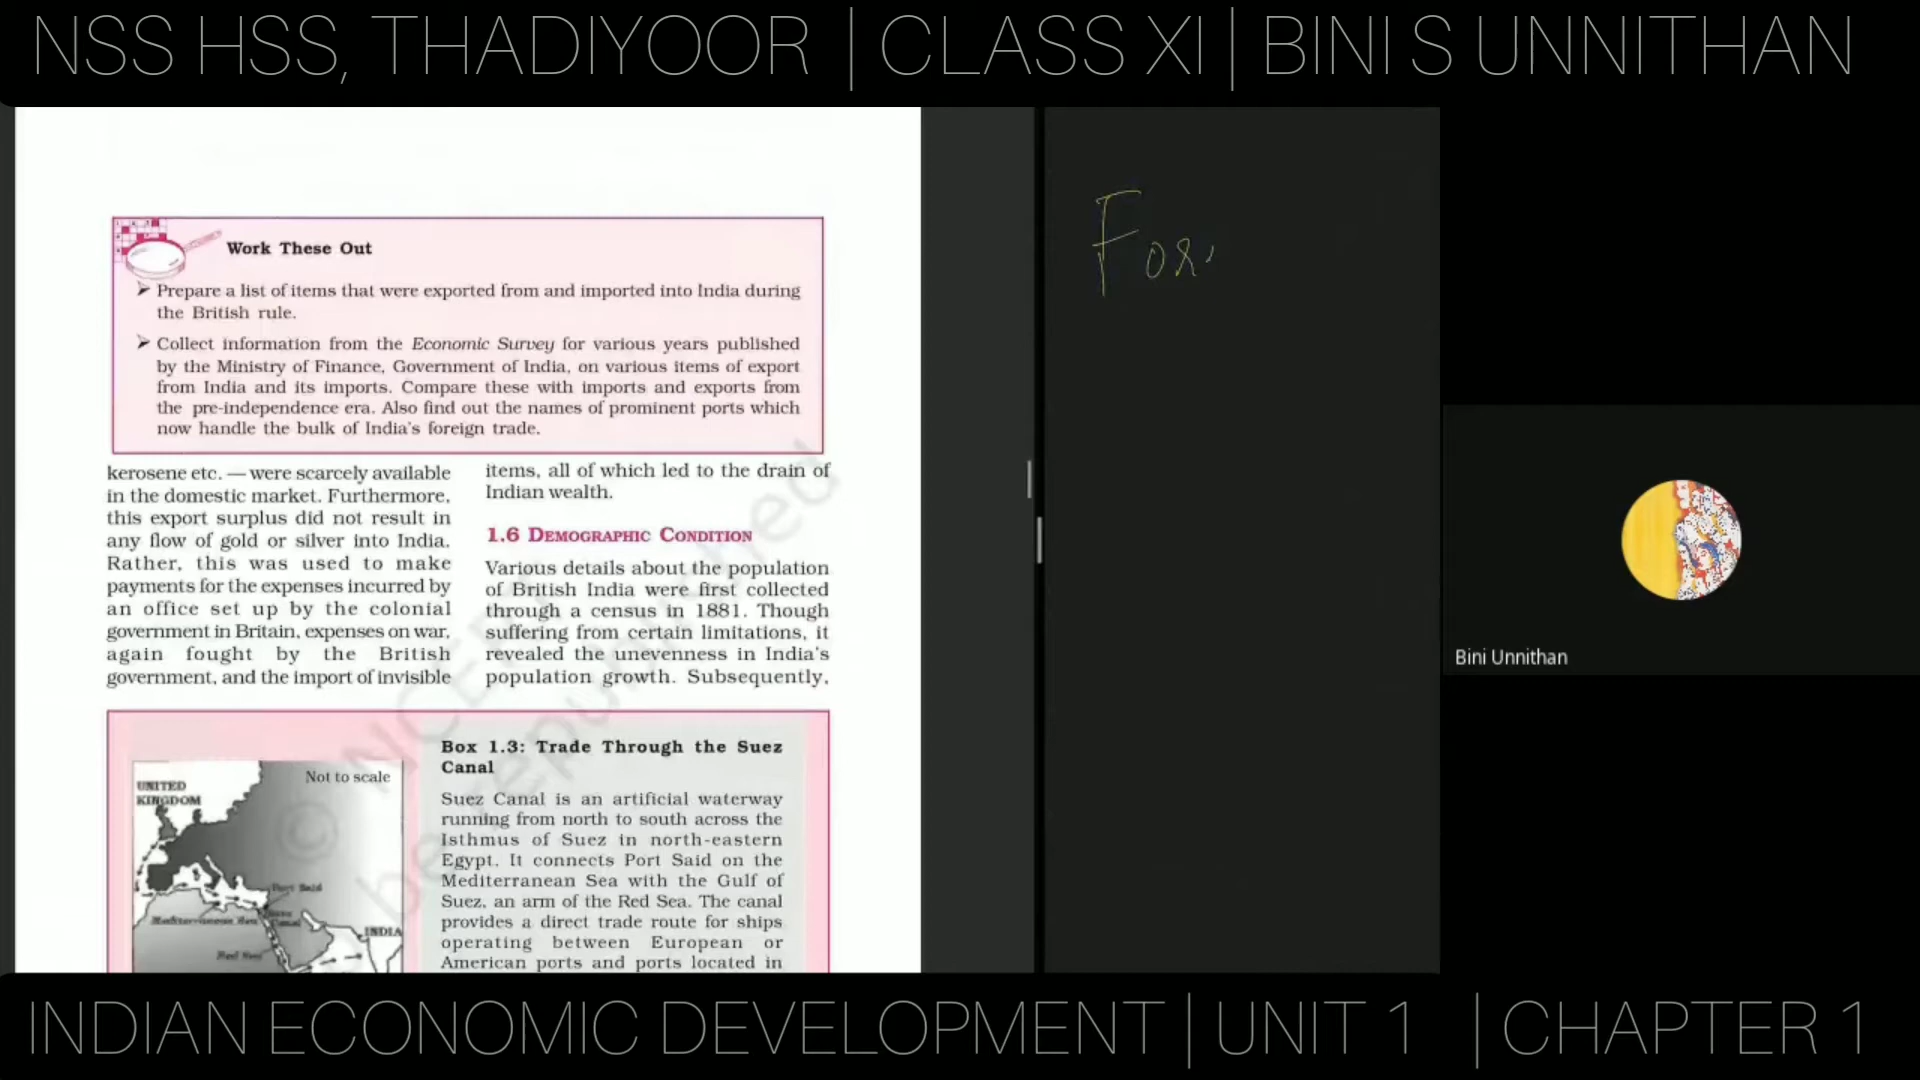 NSS HSS, THADIYOOR | CLASS XI | BINI S UNNITHAN
Work These Out
➢ Prepare a list of items that were exported from and imported into India during
the British rule.
➢ Collect information from the Economic Survey for various years published
by the Ministry of Finance, Government of India, on various items of export
from India and its imports. Compare these with imports and exports from
the pre-independence era. Also find out the names of prominent ports which
now handle the bulk of India's foreign trade.
kerosene etc. — were scarcely available
in the domestic market. Furthermore,
this export surplus did not result in
any flow of gold or silver into India.
Rather, this was used to make
payments for the expenses incurred by
an office set up by the colonial
government in Britain, expenses on war,
again fought by the British
government, and the import of invisible
items, all of which led to the drain of
Indian wealth.
1.6 DEMOGRAPHIC CONDITION
Various details about the population
of British India were first collected
through a census in 1881. Though
suffering from certain limitations, it
revealed the unevenness in India's
population growth. Subsequently,
Not to scale
UNITED
KINGDOM
Port Said
Mediterranean Sea
Suez
Canal
INDIA
Red Sea
Box 1.3: Trade Through the Suez
Canal
Suez Canal is an artificial waterway
running from north to south across the
Isthmus of Suez in north-eastern
Egypt. It connects Port Said on the
Mediterranean Sea with the Gulf of
Suez, an arm of the Red Sea. The canal
provides a direct trade route for ships
operating between European or
American ports and ports located in
© NCERT
be republished
For
Bini Unnithan
INDIAN ECONOMIC DEVELOPMENT | UNIT 1 | CHAPTER 1